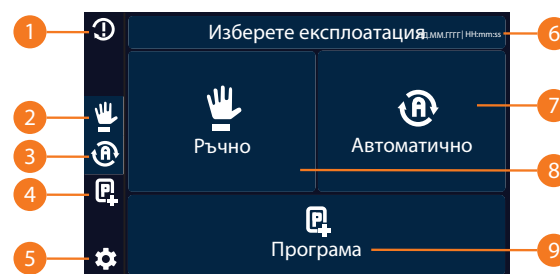 1
Изберете експлоатация ДД.ММ.ГГГГ| HH:mm:ss
6
2
3
4
5
Ръчно
Автоматично
7
8
Програма
9